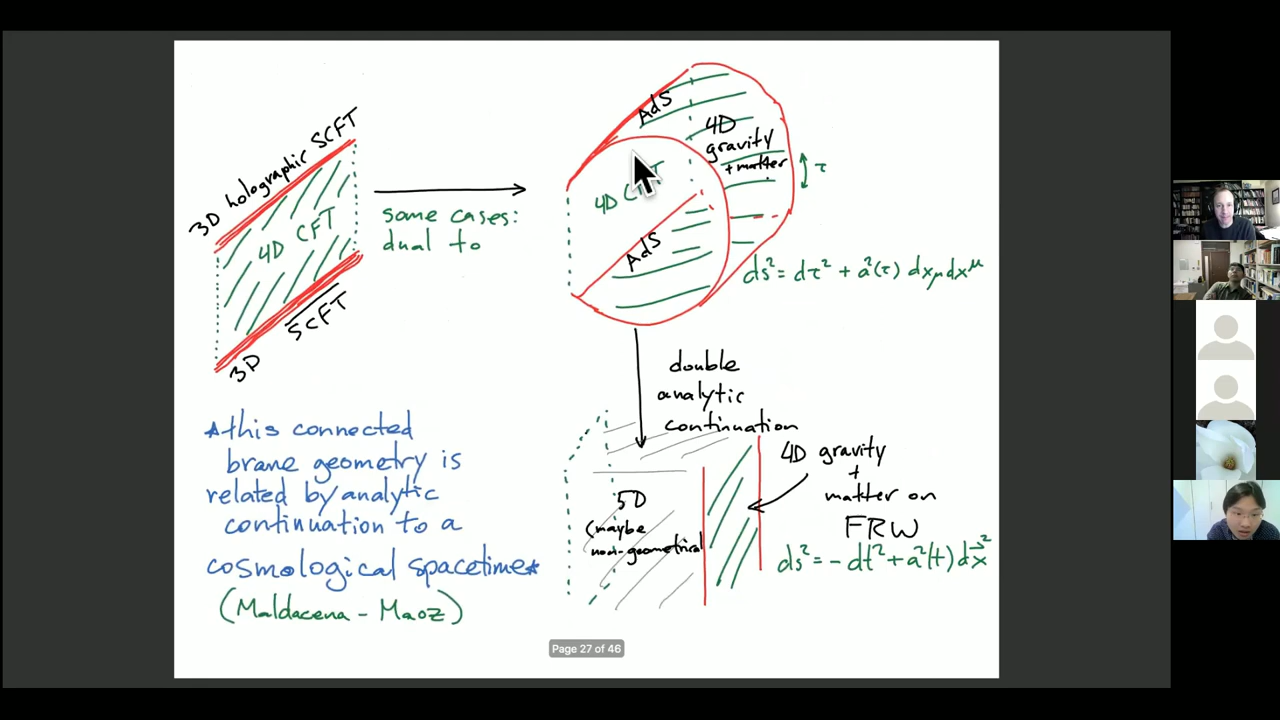 3D holographic SCFT
4D CFT
3D SCFT
some cases:
dual to
AdS
4D
gravity
+ matter
τ
4D CFT
AdS
ds² = dτ² + a²(τ) dxμdx^μ
double
analytic
continuation
*this connected
brane geometry is
related by analytic
continuation to a
cosmological spacetime*
(Maldacena - Maoz)
5D
(maybe
non-geometrical
4D gravity
+
matter on
FRW
ds² = -dt² + a²(t) dx⃗²
Page 27 of 46